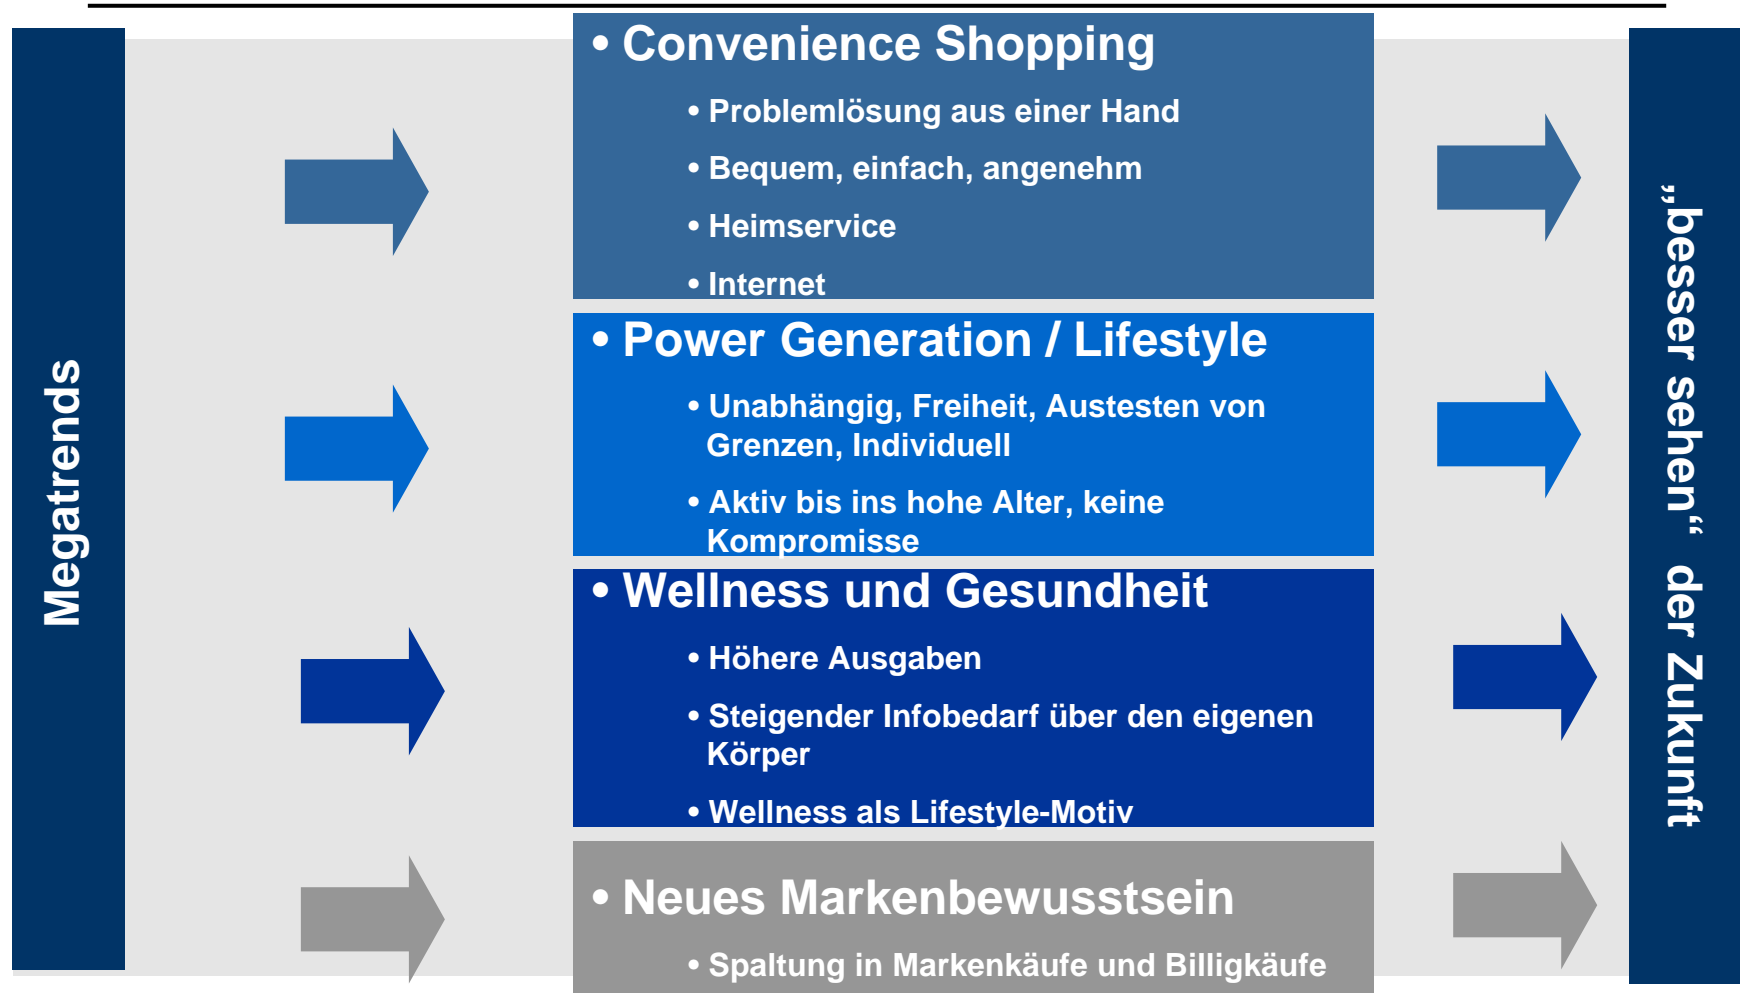 Megatrends
• Convenience Shopping
• Problemlösung aus einer Hand
• Bequem, einfach, angenehm
• Heimservice
• Internet
• Power Generation / Lifestyle
• Unabhängig, Freiheit, Austesten von
Grenzen, Individuell
• Aktiv bis ins hohe Alter, keine
Kompromisse
• Wellness und Gesundheit
• Höhere Ausgaben
• Steigender Infobedarf über den eigenen
Körper
• Wellness als Lifestyle-Motiv
• Neues Markenbewusstsein
• Spaltung in Markenkäufe und Billigkäufe
„besser sehen“ der Zukunft